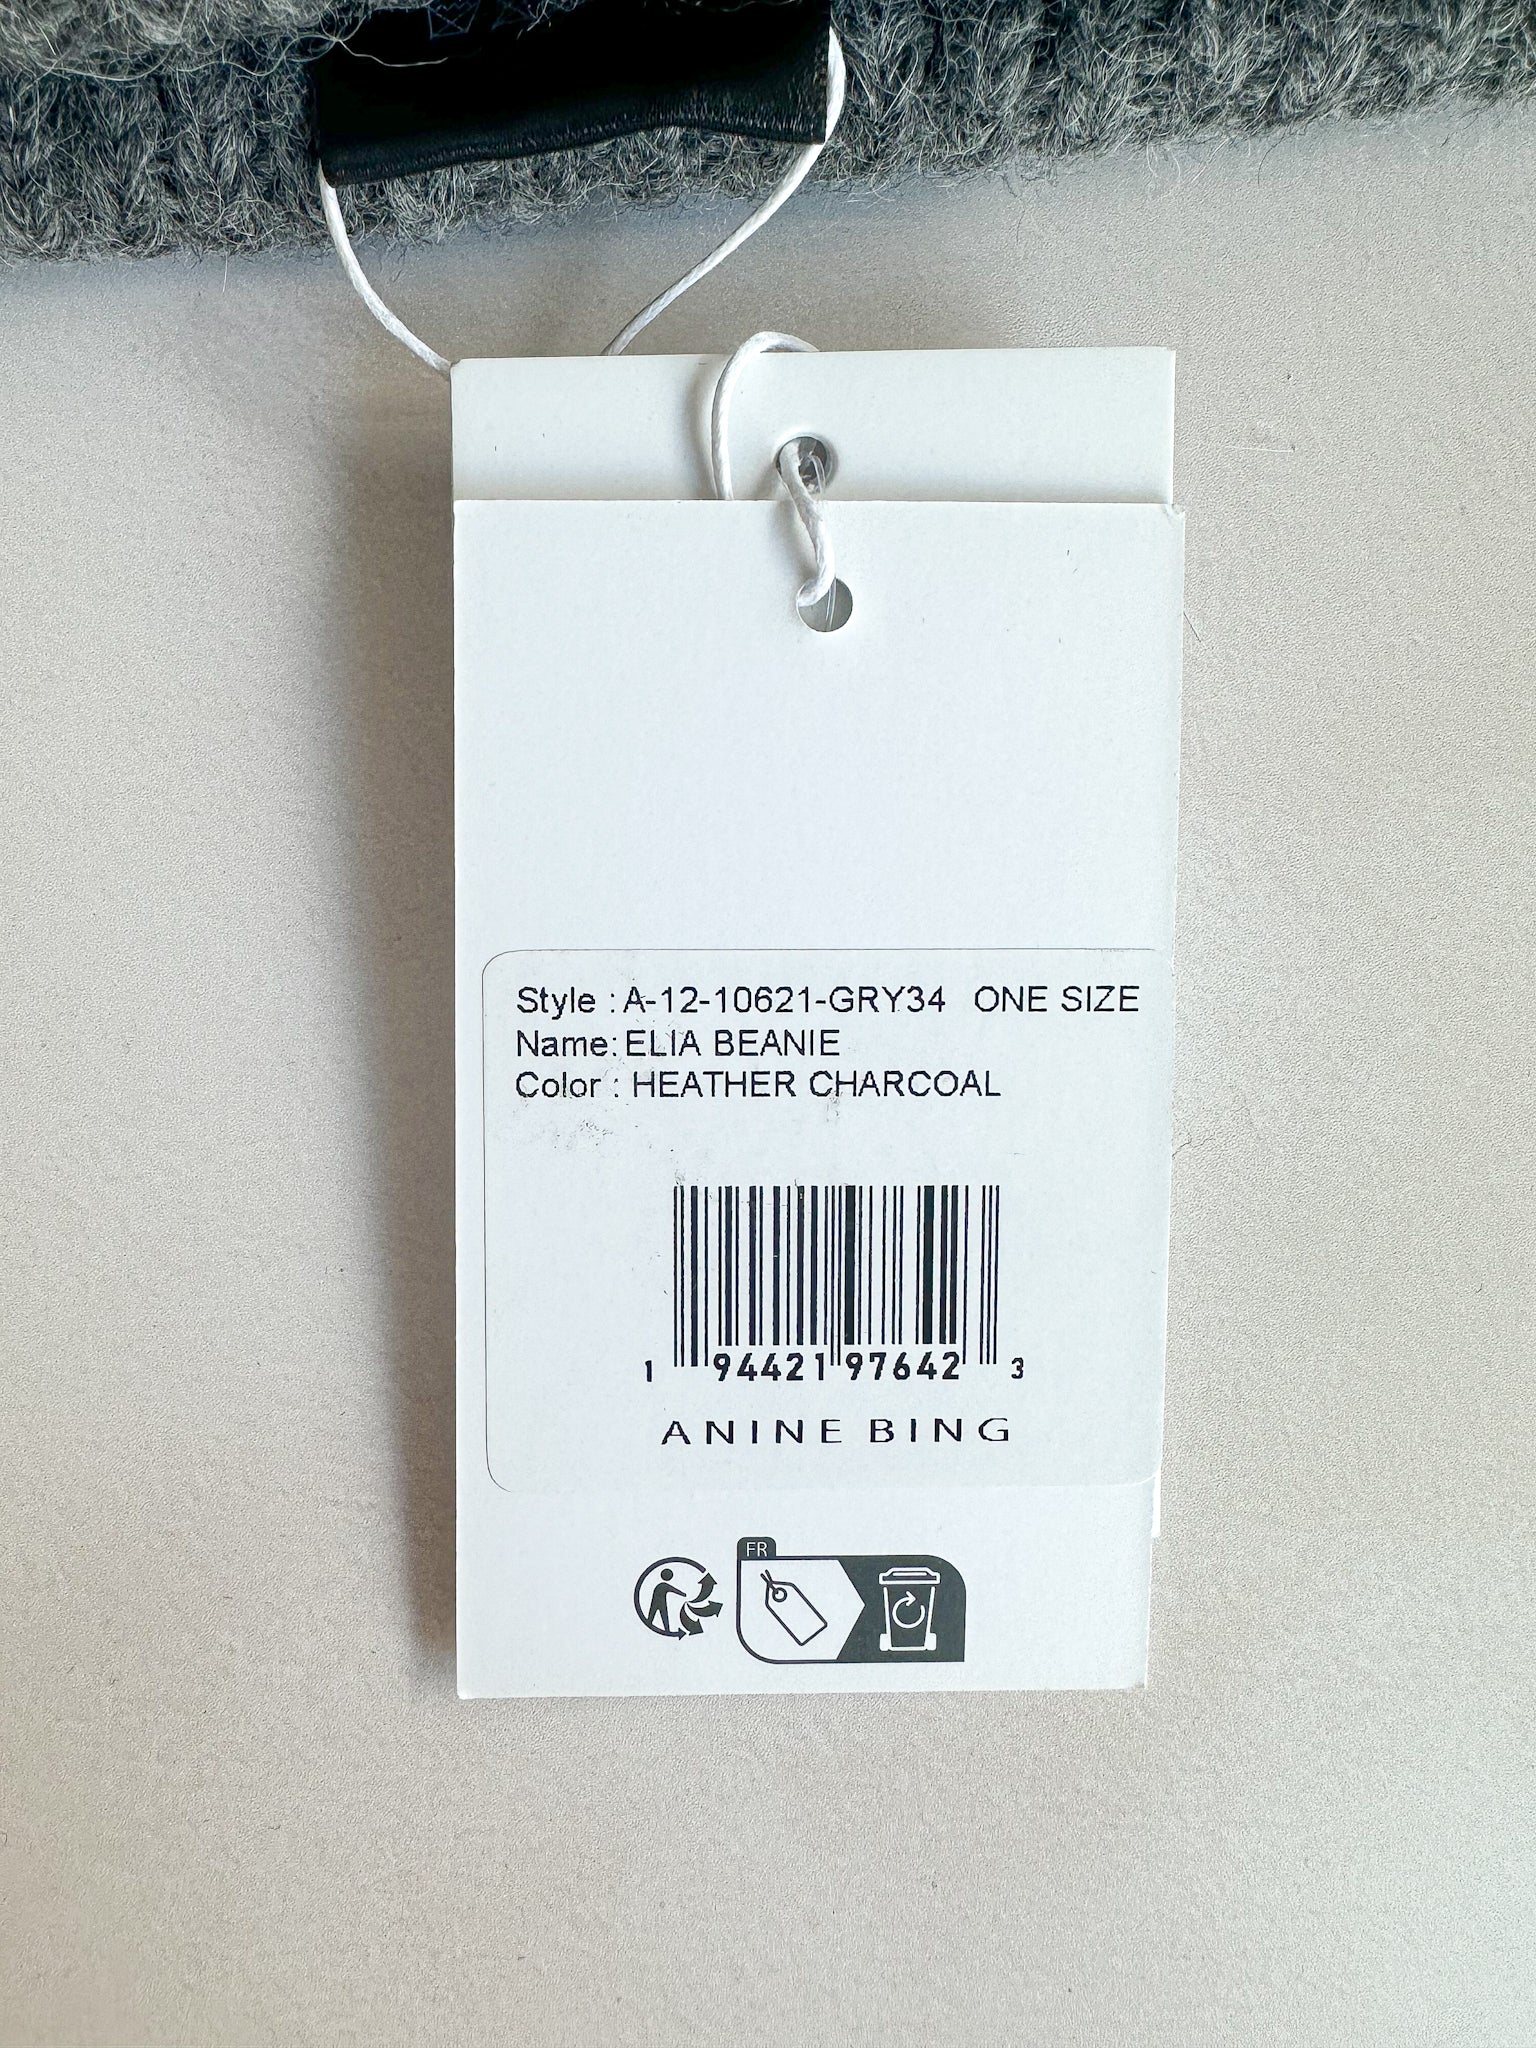 Style : A-12-10621-GRY34 ONE SIZE
Name: ELIA BEANIE
Color : HEATHER CHARCOAL
1 94421 97642 3
ANINE BING
FR